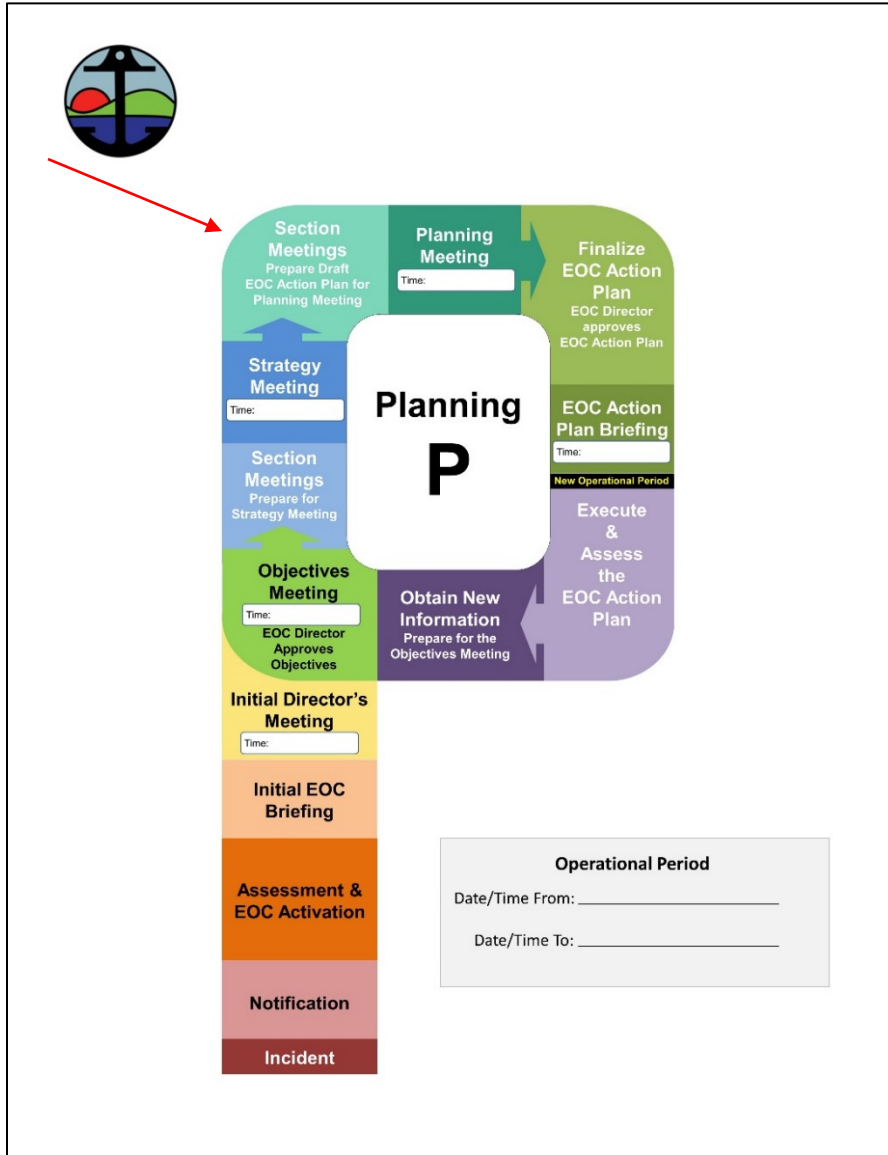 Section
Meetings
Prepare Draft
EOC Action Plan for
Planning Meeting
Planning
Meeting
Time:
Finalize
EOC Action
Plan
EOC Director
approves
EOC Action Plan
Strategy
Meeting
Time:
Planning
P
EOC Action
Plan Briefing
Time:
New Operational Period
Section
Meetings
Prepare for
Strategy Meeting
Execute
&
Assess
the
EOC Action
Plan
Objectives
Meeting
Time:
EOC Director
Approves
Objectives
Obtain New
Information
Prepare for the
Objectives Meeting
Initial Director's
Meeting
Time:
Initial EOC
Briefing
Assessment &
EOC Activation
Notification
Incident
Operational Period
Date/Time From:
Date/Time To: